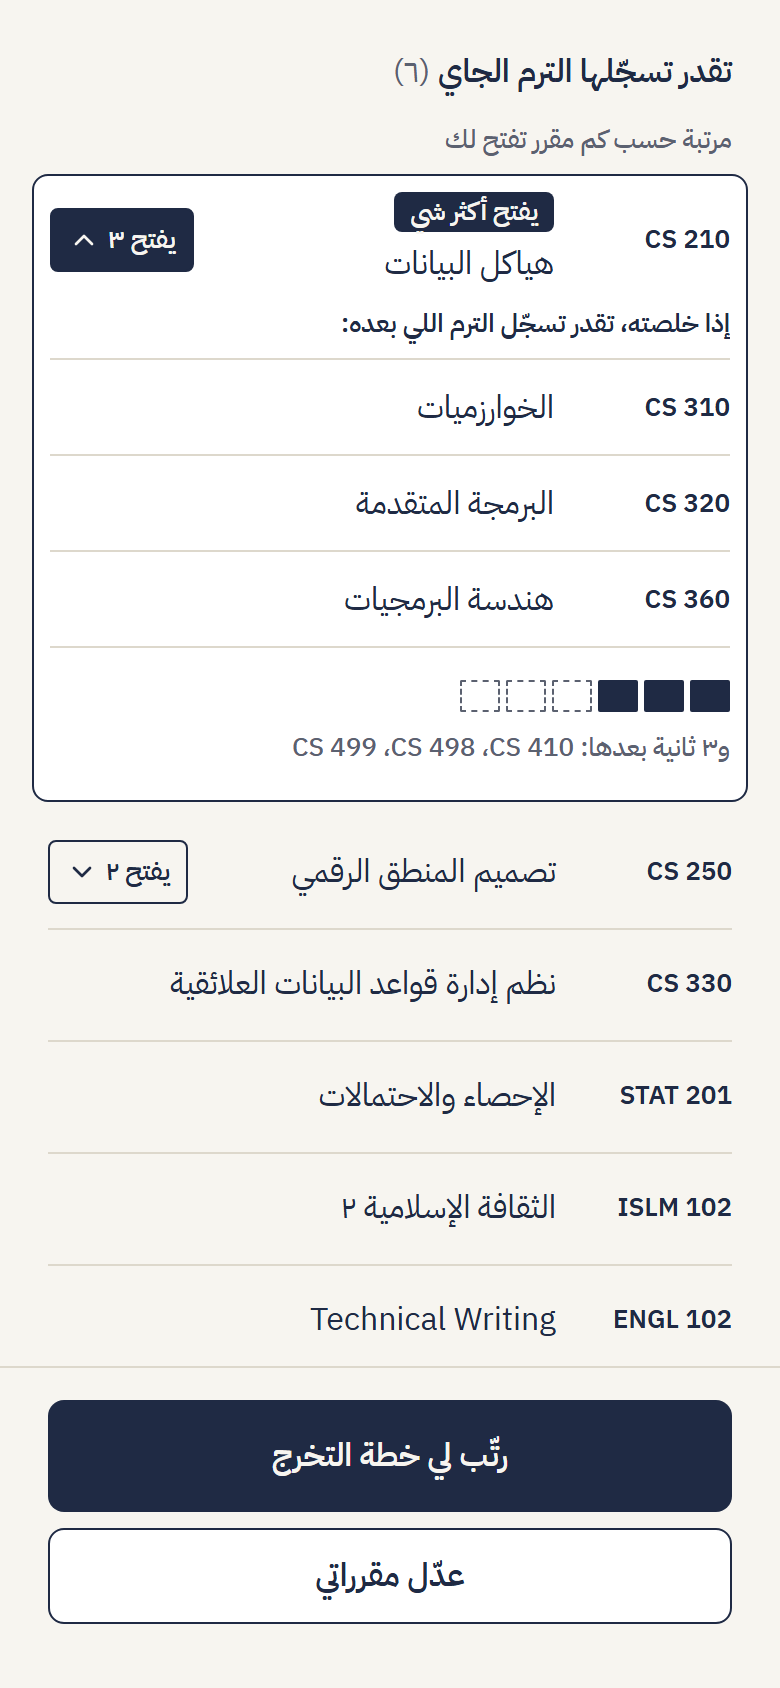 تقدر تسجّلها الترم الجاي (٦)
مرتبة حسب كم مقرر تفتح لك
يفتح أكثر شي
CS 210 هياكل البيانات يفتح ٣
إذا خلصته، تقدر تسجّل الترم اللي بعده:
CS 310 الخوارزميات
CS 320 البرمجة المتقدمة
CS 360 هندسة البرمجيات
و٣ ثانية بعدها: CS 410، CS 498، CS 499
CS 250 تصميم المنطق الرقمي يفتح ٢
CS 330 نظم إدارة قواعد البيانات العلائقية
STAT 201 الإحصاء والاحتمالات
ISLM 102 الثقافة الإسلامية ٢
ENGL 102 Technical Writing
رتّب لي خطة التخرج
عدّل مقرراتي